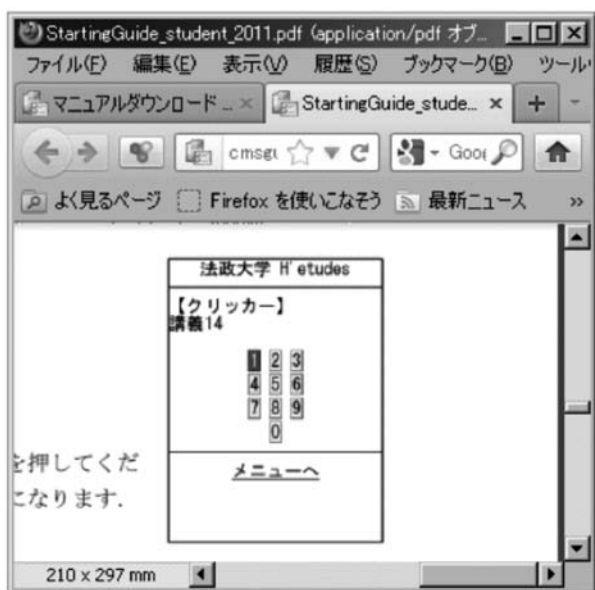 StartingGuide_student_2011.pdf (application/pdf オブ...
ファイル(F) 編集(E) 表示(V) 履歴(S) ブックマーク(B) ツール
マニュアルダウンロード ... × StartingGuide_stude... × +
cmsgu Goog
よく見るページ Firefox を使いこなそう 最新ニュース »
法政大学 H'etudes
【クリッカー】
講義14
1 2 3
4 5 6
7 8 9
0
を押してくだ
メニューへ
になります.
210 x 297 mm